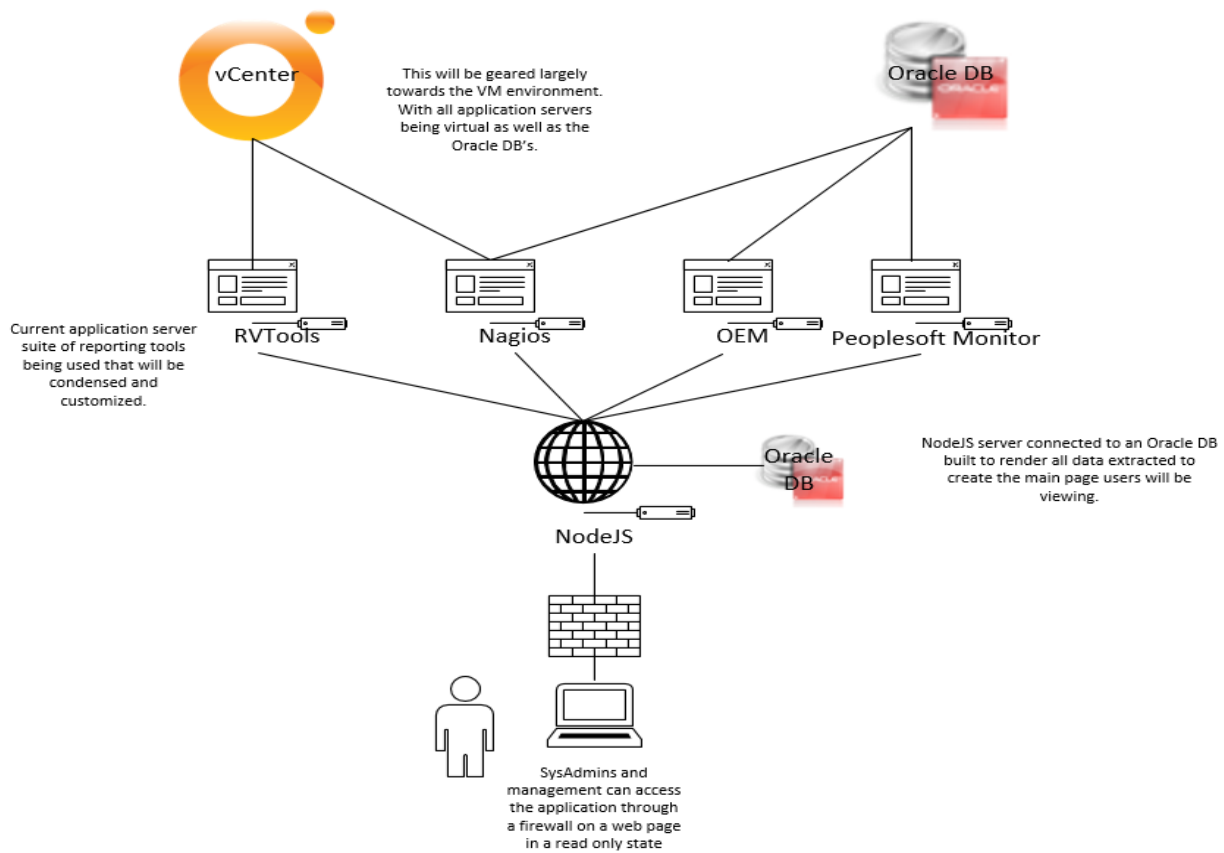 vCenter
This will be geared largely
towards the VM environment.
With all application servers
being virtual as well as the
Oracle DB's.
Oracle DB
ORACLE
RVTools
Nagios
OEM
Peoplesoft Monitor
Current application server
suite of reporting tools
being used that will be
condensed and
customized.
Oracle
DB
NodeJS server connected to an Oracle DB
built to render all data extracted to
create the main page users will be
viewing.
NodeJS
SysAdmins and
management can access
the application through
a firewall on a web page
in a read only state